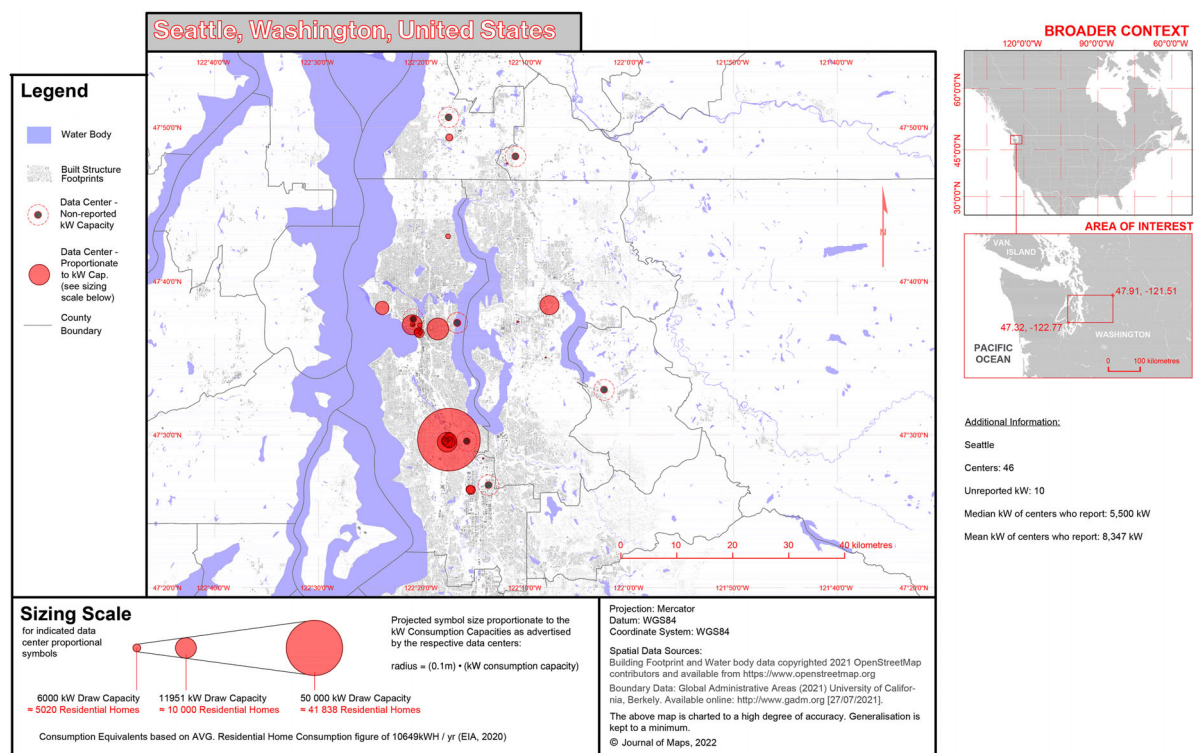 Seattle, Washington, United States
BROADER CONTEXT
120°0'0"W 90°0'0"W 60°0'0"W
60°0'0"N
45°0'0"N
30°0'0"N
AREA OF INTEREST
VAN.
ISLAND
47.91, -121.51
47.32, -122.77
WASHINGTON
PACIFIC
OCEAN
0 100 kilometres
Additional Information:
Seattle
Centers: 46
Unreported kW: 10
Median kW of centers who report: 5,500 kW
Mean kW of centers who report: 8,347 kW
Legend
Water Body
Built Structure
Footprints
Data Center -
Non-reported
kW Capacity
Data Center -
Proportionate
to kW Cap.
(see sizing
scale below)
County
Boundary
122°40'W 122°30'W 122°20'W 122°10'W 122°0'W 121°50'W 121°40'W
47°50'0"N 47°50'0"N
N
47°40'0"N 47°40'0"N
47°30'0"N 47°30'0"N
0 10 20 30 40 kilometres
47°20'0"N 122°40'0"W 122°30'0"W 122°20'0"W 122°10'0"W 122°0'0"W 121°50'0"W 121°40'0"W 47°20'0"N
Sizing Scale
for indicated data
center proportional
symbols
Projected symbol size proportionate to the
kW Consumption Capacities as advertised
by the respective data centers:
radius = (0.1m) • (kW consumption capacity)
6000 kW Draw Capacity 11951 kW Draw Capacity 50 000 kW Draw Capacity
≈ 5020 Residential Homes ≈ 10 000 Residential Homes ≈ 41 838 Residential Homes
Consumption Equivalents based on AVG. Residential Home Consumption figure of 10649kWH / yr (EIA, 2020)
Projection: Mercator
Datum: WGS84
Coordinate System: WGS84
Spatial Data Sources:
Building Footprint and Water body data copyrighted 2021 OpenStreetMap
contributors and available from https://www.openstreetmap.org
Boundary Data: Global Administrative Areas (2021) University of Califor-
nia, Berkely. Available online: http://www.gadm.org [27/07/2021].
The above map is charted to a high degree of accuracy. Generalisation is
kept to a minimum.
© Journal of Maps, 2022